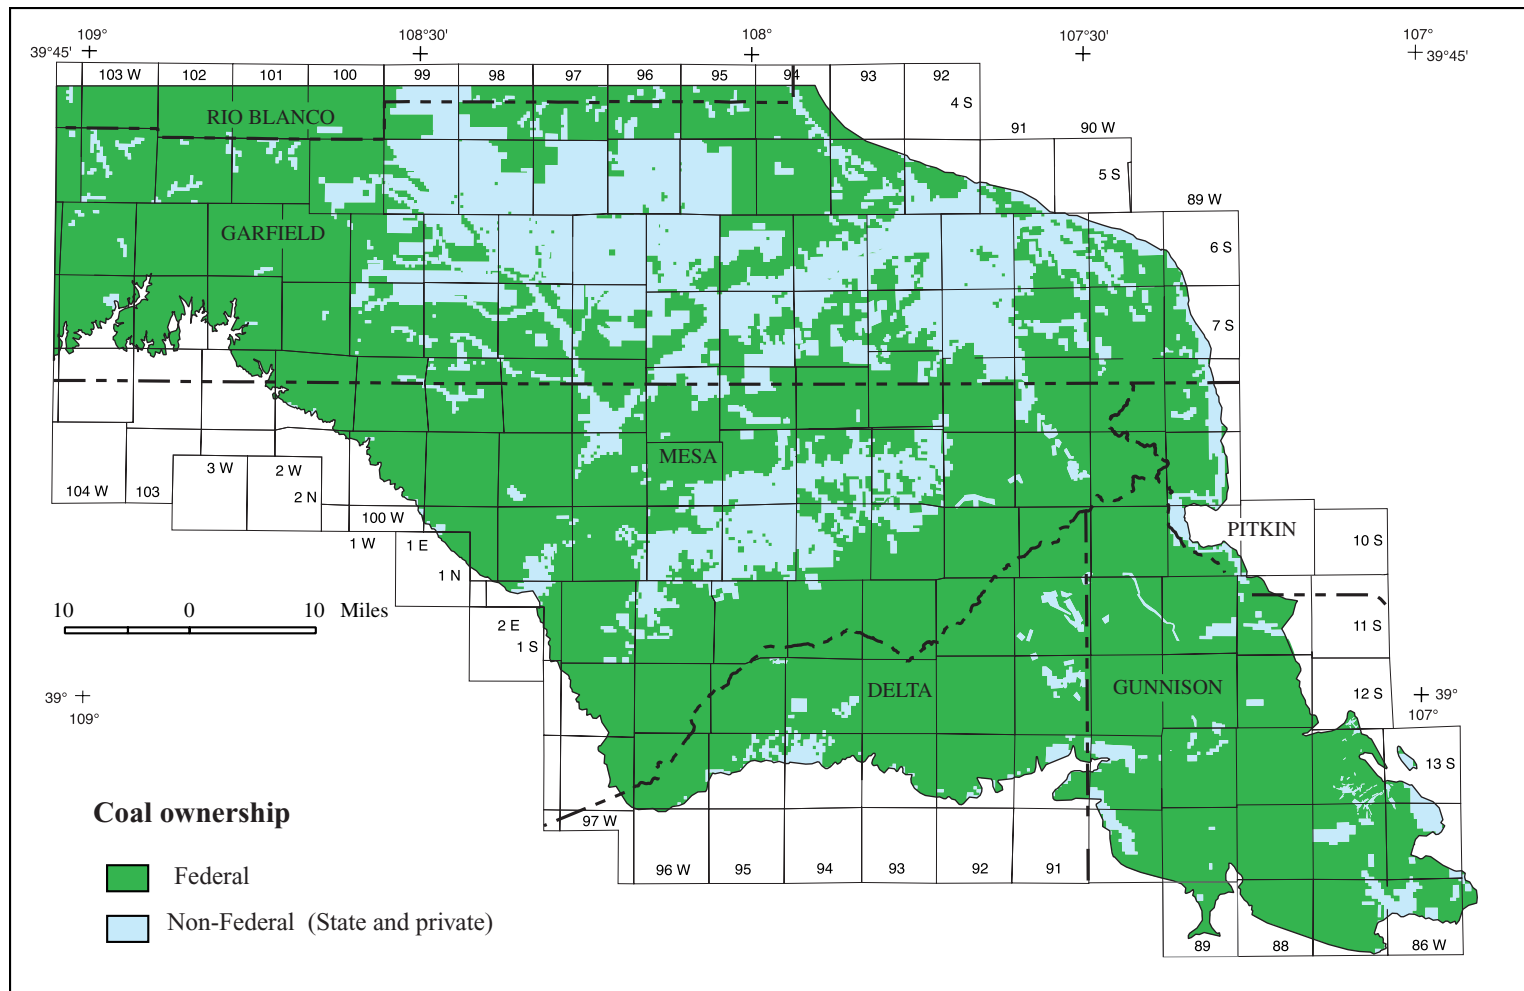 109°
108°30'
108°
107°30'
107°
39°45'
39°45'
103 W
102
101
100
99
98
97
96
95
94
93
92
4 S
91
90 W
RIO BLANCO
5 S
89 W
GARFIELD
6 S
7 S
MESA
3 W
2 W
104 W
103
2 N
100 W
PITKIN
1 W
1 E
10 S
1 N
10
0
10
Miles
2 E
11 S
1 S
DELTA
GUNNISON
12 S
39°
109°
39°
107°
13 S
Coal ownership
97 W
96 W
95
94
93
92
91
Federal
Non-Federal (State and private)
89
88
86 W